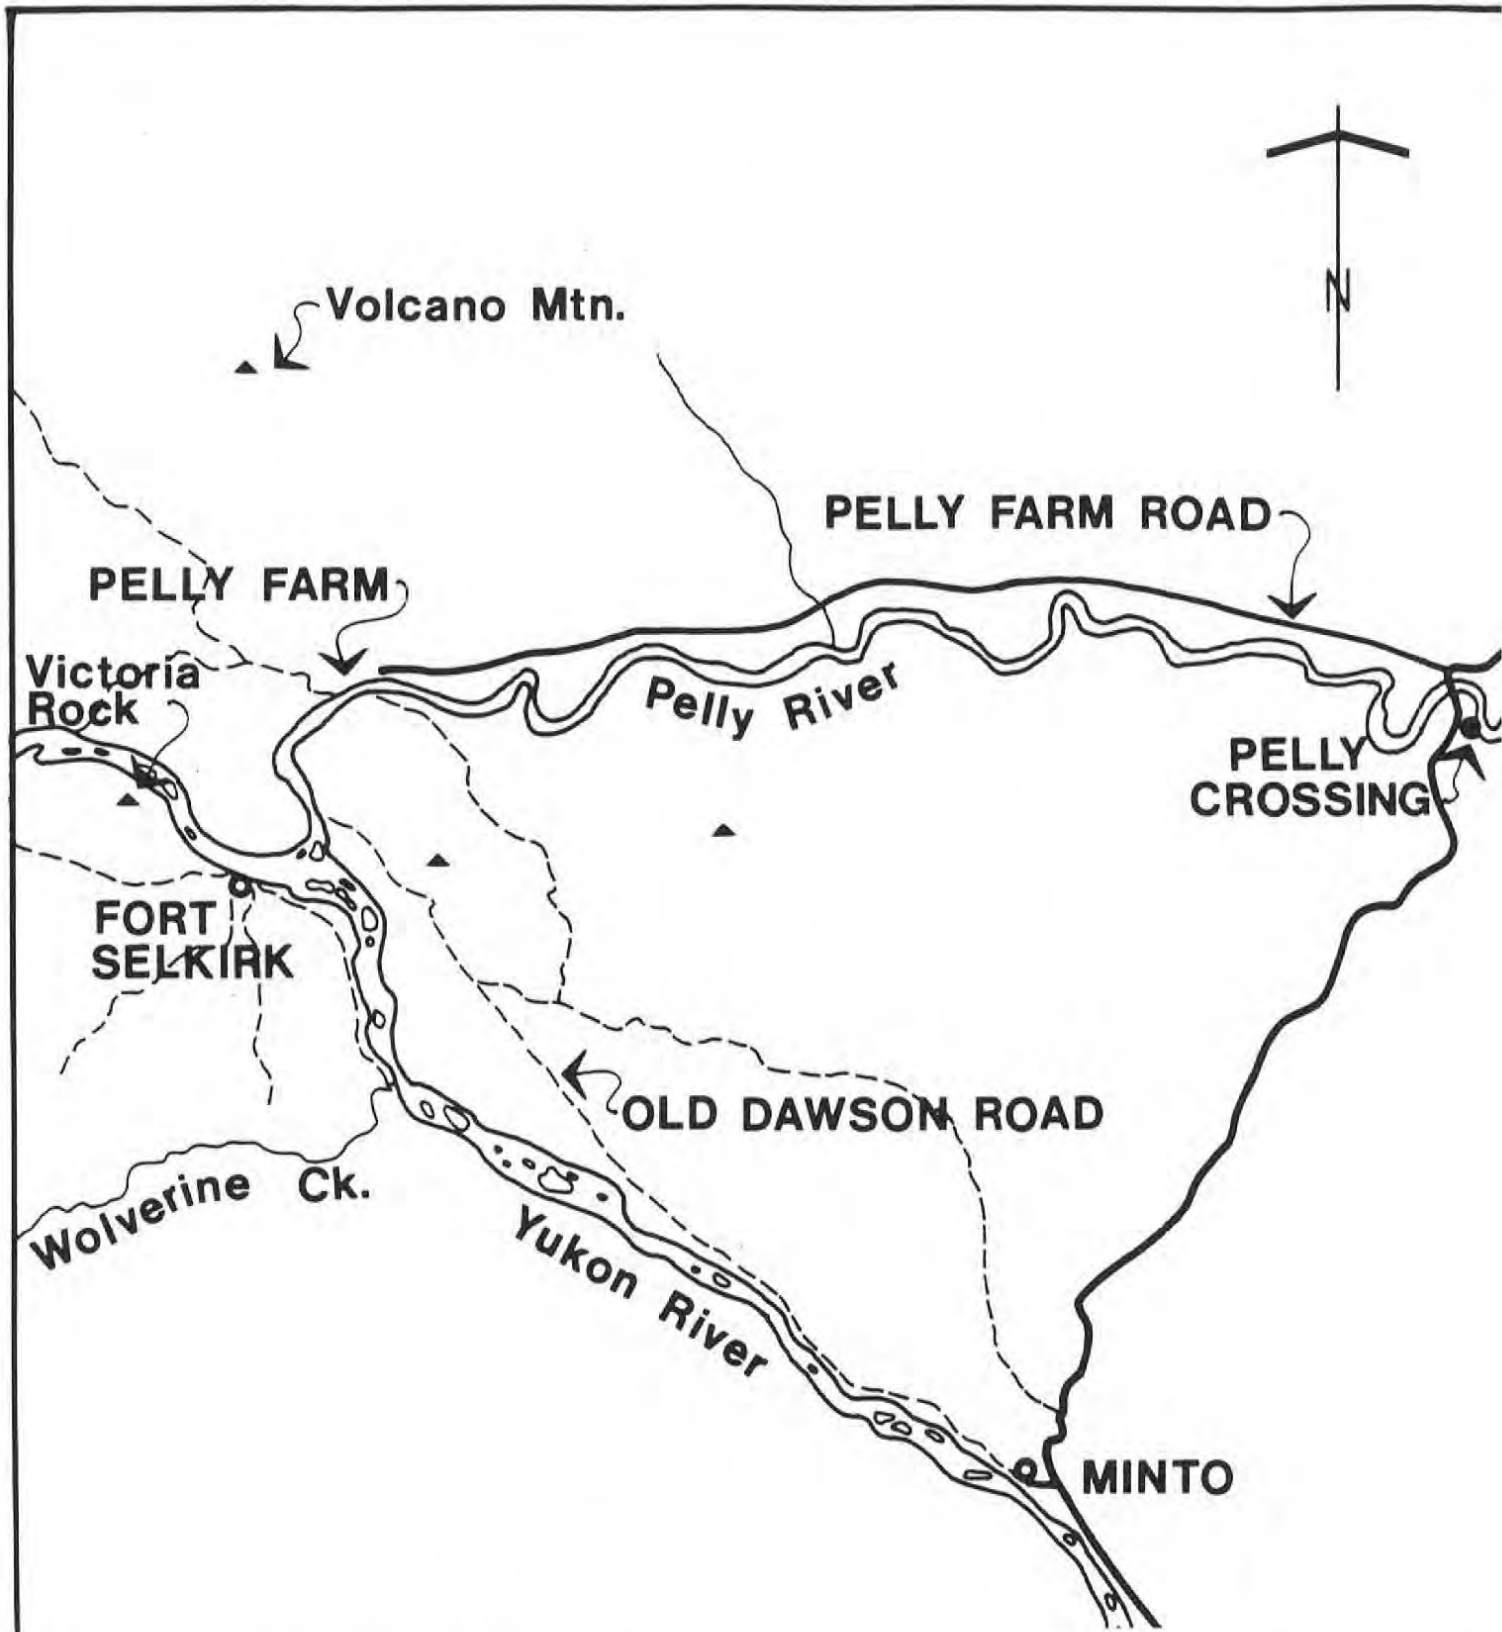 N
Volcano Mtn.
PELLY FARM ROAD
PELLY FARM
Victoria
Rock
Pelly River
PELLY
CROSSING
FORT
SELKIRK
OLD DAWSON ROAD
Wolverine Ck.
Yukon River
MINTO